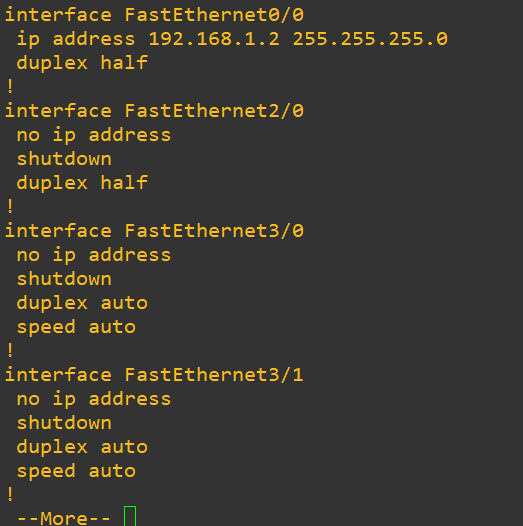 interface FastEthernet0/0
 ip address 192.168.1.2 255.255.255.0
 duplex half
!
interface FastEthernet2/0
 no ip address
 shutdown
 duplex half
!
interface FastEthernet3/0
 no ip address
 shutdown
 duplex auto
 speed auto
!
interface FastEthernet3/1
 no ip address
 shutdown
 duplex auto
 speed auto
!
 --More--